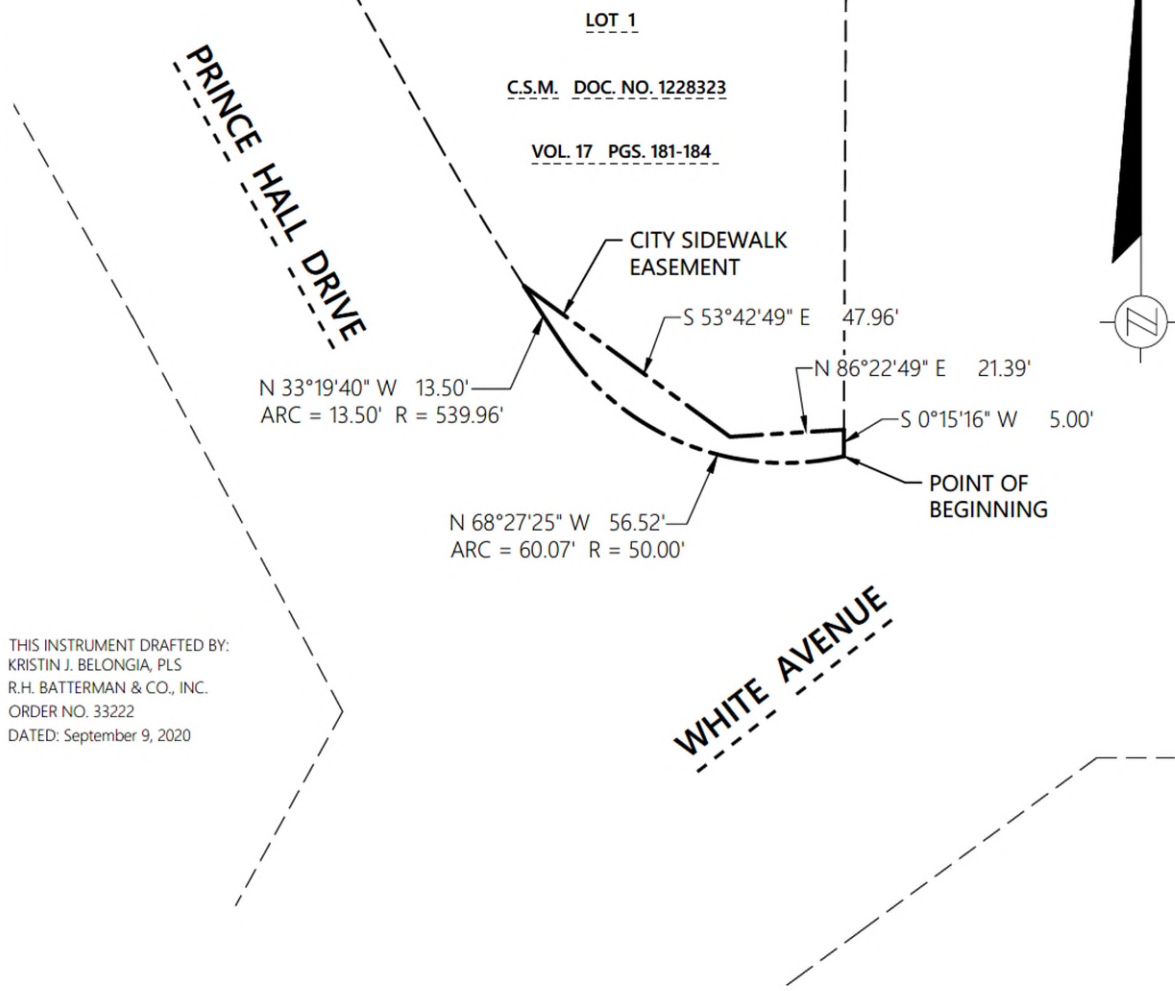 LOT 1
C.S.M. DOC. NO. 1228323
VOL. 17 PGS. 181-184
PRINCE HALL DRIVE
CITY SIDEWALK
EASEMENT
S 53°42'49" E 47.96'
N 86°22'49" E 21.39'
N 33°19'40" W 13.50'
ARC = 13.50' R = 539.96'
S 0°15'16" W 5.00'
POINT OF
BEGINNING
N 68°27'25" W 56.52'
ARC = 60.07' R = 50.00'
WHITE AVENUE
THIS INSTRUMENT DRAFTED BY:
KRISTIN J. BELONGIA, PLS
R.H. BATTERMAN & CO., INC.
ORDER NO. 33222
DATED: September 9, 2020
N